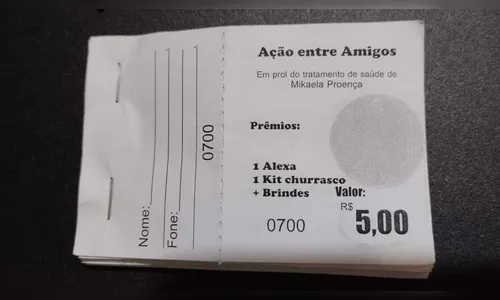 Nome:
Fone:
0700
Ação entre Amigos
Em prol do tratamento de saúde de
Mikaela Proença
Prêmios:
1 Alexa
1 Kit churrasco
+ Brindes
Valor:
R$ 5,00
0700